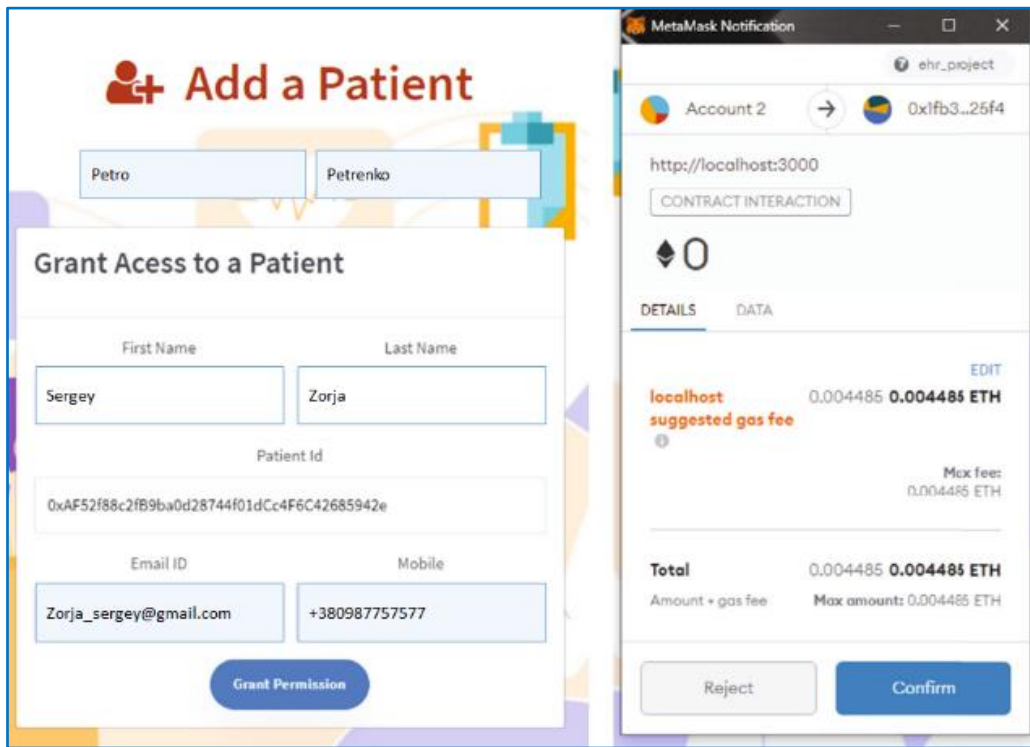 Add a Patient
Petro Petrenko
Grant Acess to a Patient
First Name Last Name
Sergey Zorja
Patient Id
0xAF52f88c2fB9ba0d28744f01dCc4F6C42685942e
Email ID Mobile
Zorja_sergey@gmail.com +380987757577
Grant Permission
MetaMask Notification
? ehr_project
Account 2 0x1fb3...25f4
http://localhost:3000
CONTRACT INTERACTION
0
DETAILS DATA
EDIT
localhost 0.004485 0.004485 ETH
suggested gas fee
Max fee:
0.004485 ETH
Total 0.004485 0.004485 ETH
Amount + gas fee Max amount: 0.004485 ETH
Reject Confirm